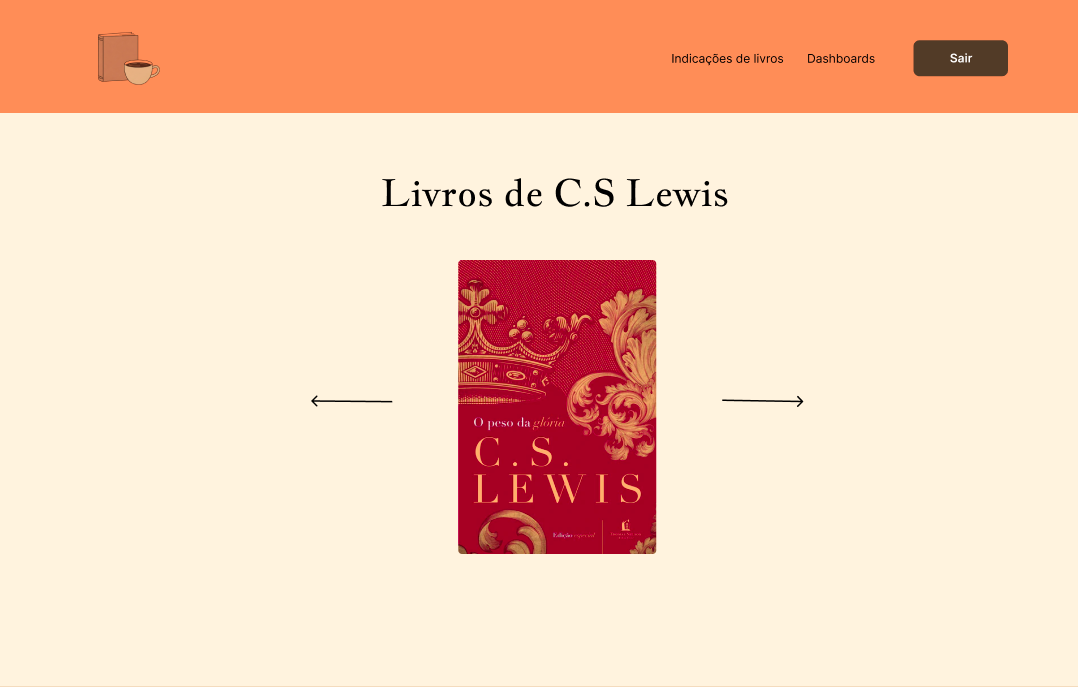 Indicações de livros
Dashboards
Sair
Livros de C.S Lewis
O peso da glória
C.S.
LEWIS
Edição especial